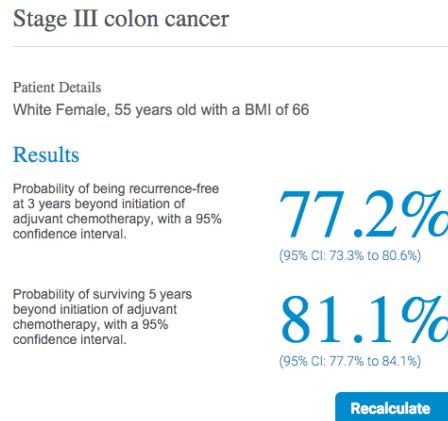 Stage III colon cancer
Patient Details
White Female, 55 years old with a BMI of 66
Results
Probability of being recurrence-free
at 3 years beyond initiation of
adjuvant chemotherapy, with a 95%
confidence interval.
77.2%
(95% CI: 73.3% to 80.6%)
Probability of surviving 5 years
beyond initiation of adjuvant
chemotherapy, with a 95%
confidence interval.
81.1%
(95% CI: 77.7% to 84.1%)
Recalculate